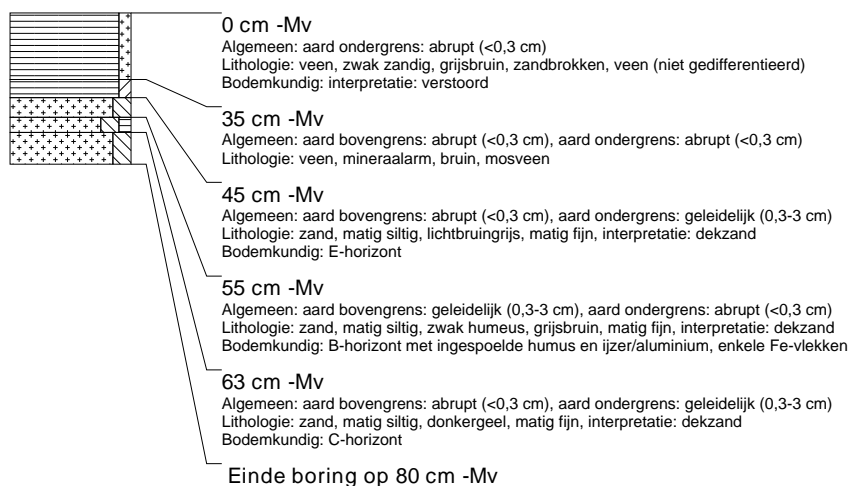 0 cm -Mv
Algemeen: aard ondergrens: abrupt (<0,3 cm)
Lithologie: veen, zwak zandig, grijsbruin, zandbrokken, veen (niet gedifferentieerd)
Bodemkundig: interpretatie: verstoord
35 cm -Mv
Algemeen: aard bovengrens: abrupt (<0,3 cm), aard ondergrens: abrupt (<0,3 cm)
Lithologie: veen, mineraalarm, bruin, mosveen
45 cm -Mv
Algemeen: aard bovengrens: abrupt (<0,3 cm), aard ondergrens: geleidelijk (0,3-3 cm)
Lithologie: zand, matig siltig, lichtbruingrijs, matig fijn, interpretatie: dekzand
Bodemkundig: E-horizont
55 cm -Mv
Algemeen: aard bovengrens: geleidelijk (0,3-3 cm), aard ondergrens: abrupt (<0,3 cm)
Lithologie: zand, matig siltig, zwak humeus, grijsbruin, matig fijn, interpretatie: dekzand
Bodemkundig: B-horizont met ingespoelde humus en ijzer/aluminium, enkele Fe-vlekken
63 cm -Mv
Algemeen: aard bovengrens: abrupt (<0,3 cm), aard ondergrens: geleidelijk (0,3-3 cm)
Lithologie: zand, matig siltig, donkergeel, matig fijn, interpretatie: dekzand
Bodemkundig: C-horizont
Einde boring op 80 cm -Mv